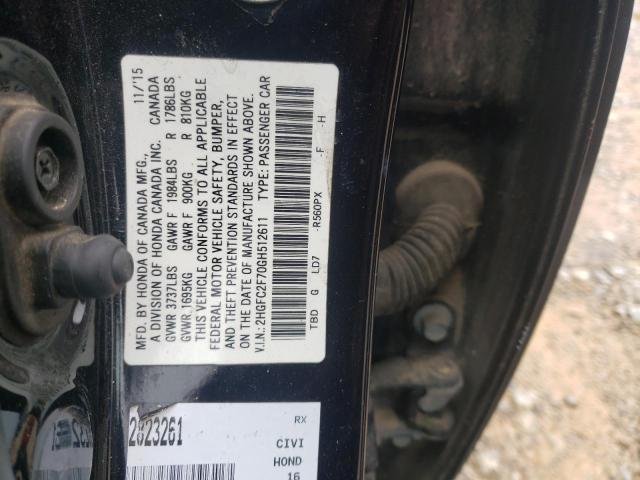 MFD. BY HONDA OF CANADA MFG., 11/'15
A DIVISION OF HONDA CANADA INC. CANADA
GVWR 3737LBS GAWR F 1984LBS R 1786LBS
GVWR 1695KG GAWR F 900KG R 810KG
THIS VEHICLE CONFORMS TO ALL APPLICABLE
FEDERAL MOTOR VEHICLE SAFETY, BUMPER,
AND THEFT PREVENTION STANDARDS IN EFFECT
ON THE DATE OF MANUFACTURE SHOWN ABOVE.
V.I.N.: 2HGFC2F70GH512611 TYPE: PASSENGER CAR
TBD G LD7 -R560PX -F -H
2823261
RX
CIVI
HOND
16